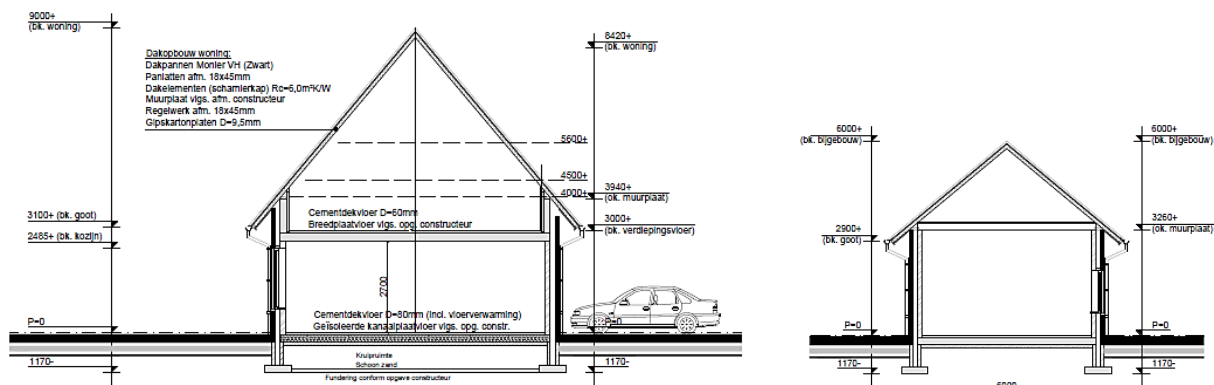 9000+
(bk. woning)
Dakopbouw woning:
Dakpannen Monier VH (Zwart)
Panlatten afm. 18x45mm
Dakelementen (scharnierkap) Rc=6,0m²K/W
Muurplaat vlgs. afm. constructeur
Regelwerk afm. 18x45mm
Gipskartonplaten D=9,5mm
8420+
(bk. woning)
5600+
4500+
4000+
3940+
(ok. muurplaat)
3100+ (bk. goot)
2485+ (bk. kozijn)
Cementdekvloer D=60mm
Breedplaatvloer vlgs. opg. constructeur
3000+
(bk. verdiepingsvloer)
2700
Cementdekvloer D=80mm (incl. vloerverwarming)
Geïsoleerde kanaalplaatvloer vlgs. opg. constr.
P=0
P=0
1170-
Kruipruimte
Schoon zand
1170-
Fundering conform opgave constructeur
6000+
(bk. bijgebouw)
6000+
(bk. bijgebouw)
2900+
(bk. goot)
3260+
(ok. muurplaat)
P=0
P=0
1170-
1170-